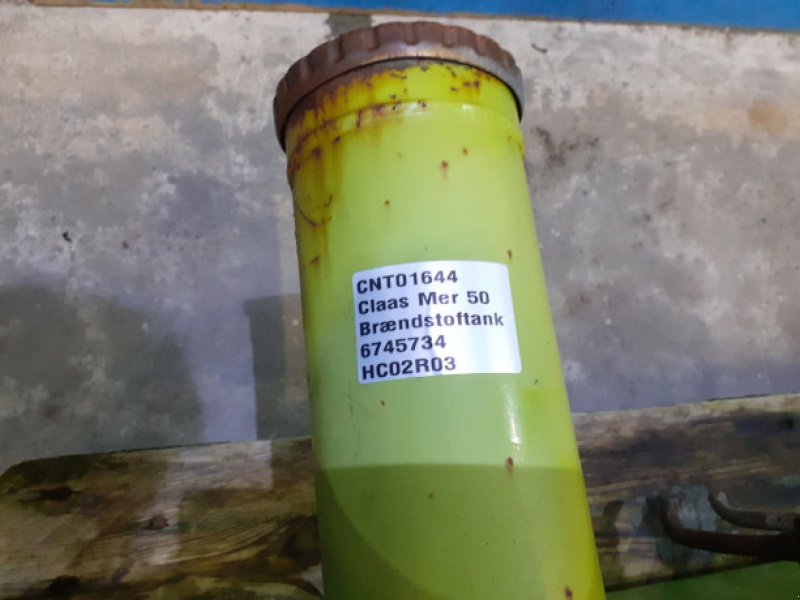 CNT01644
Claas Mer 50
Brændstoftank
6745734
HC02R03